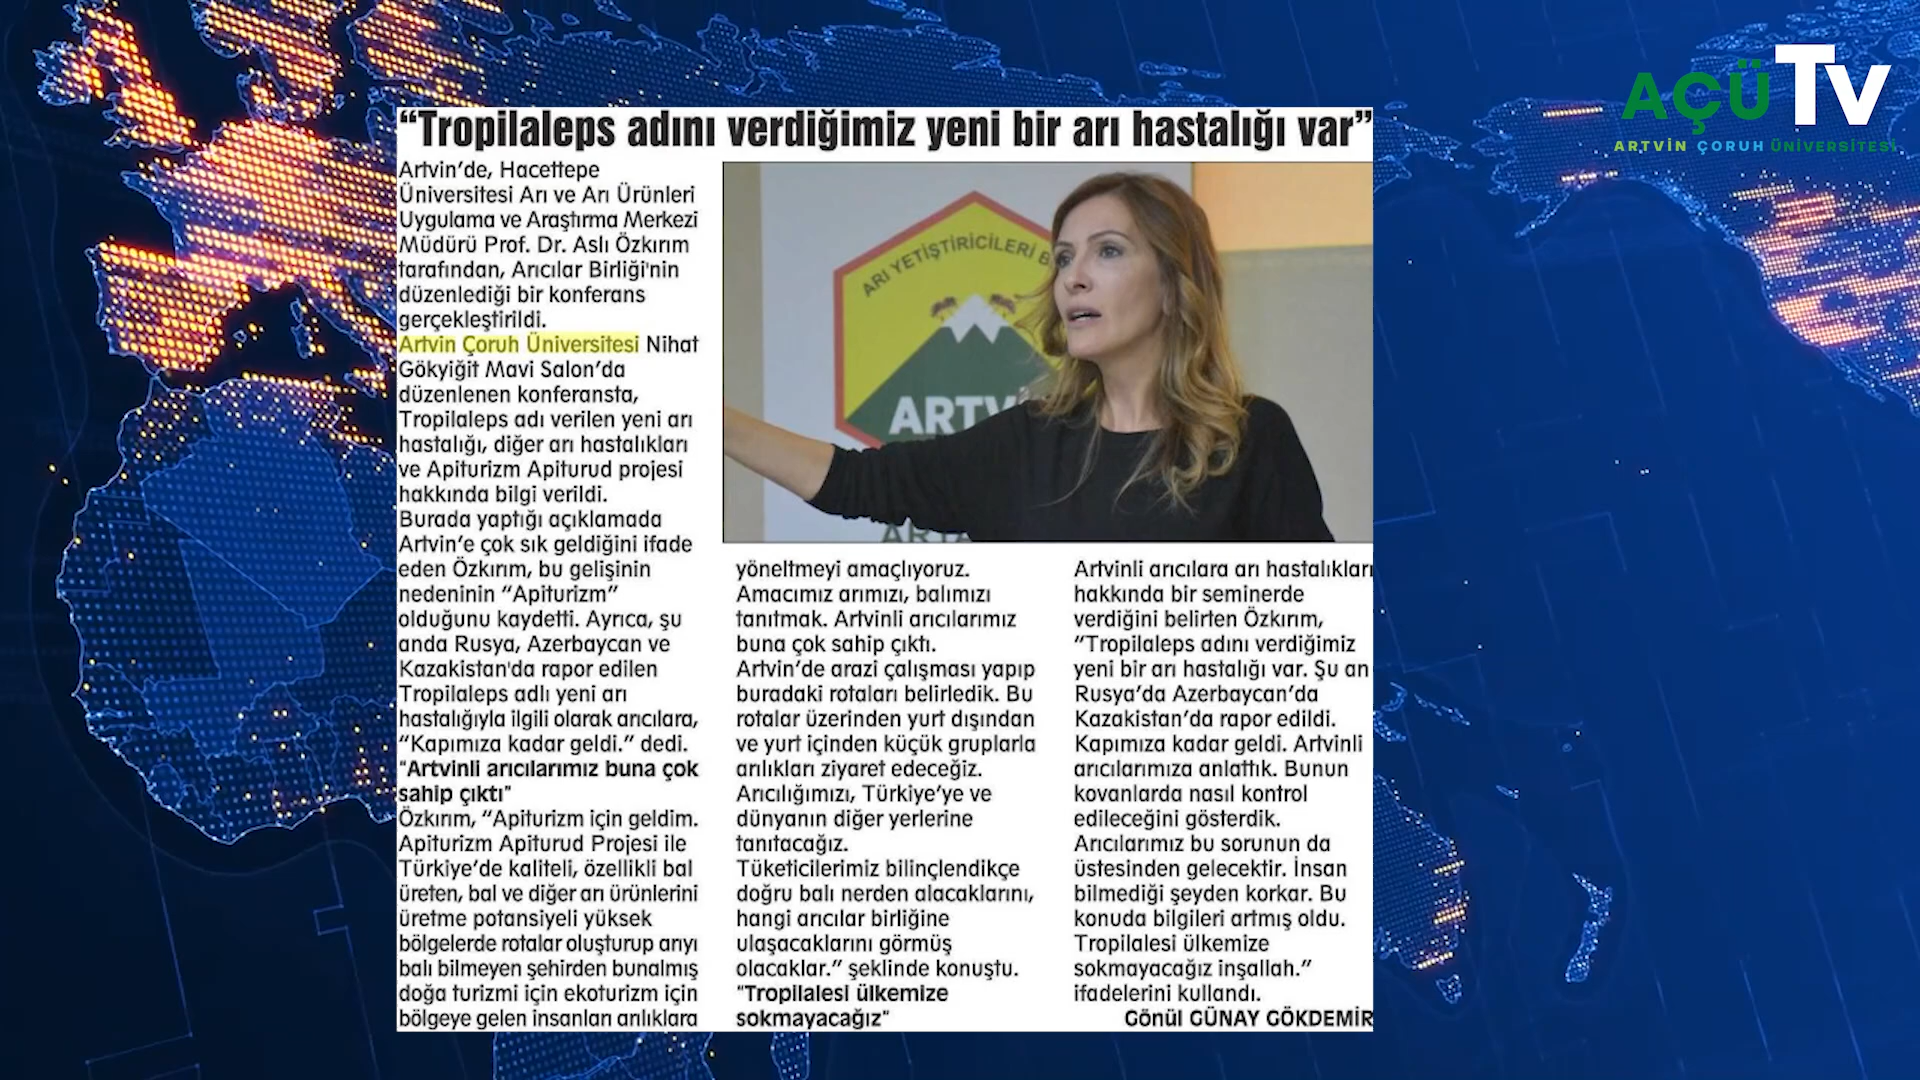 AÇÜ Tv
ARTVİN ÇORUH ÜNİVERSİTESİ
“Tropilaleps adını verdiğimiz yeni bir arı hastalığı var”
Artvin’de, Hacettepe
Üniversitesi Arı ve Arı Ürünleri
Uygulama ve Araştırma Merkezi
Müdürü Prof. Dr. Aslı Özkırım
tarafından, Arıcılar Birliği'nin
düzenlediği bir konferans
gerçekleştirildi.
Artvin Çoruh Üniversitesi Nihat
Gökyiğit Mavi Salon’da
düzenlenen konferansta,
Tropilaleps adı verilen yeni arı
hastalığı, diğer arı hastalıkları
ve Apiturizm Apiturud projesi
hakkında bilgi verildi.
Burada yaptığı açıklamada
Artvin’e çok sık geldiğini ifade
eden Özkırım, bu gelişinin
nedeninin “Apiturizm”
olduğunu kaydetti. Ayrıca, şu
anda Rusya, Azerbaycan ve
Kazakistan'da rapor edilen
Tropilaleps adlı yeni arı
hastalığıyla ilgili olarak arıcılara,
“Kapımıza kadar geldi.” dedi.
"Artvinli arıcılarımız buna çok
sahip çıktı"
Özkırım, “Apiturizm için geldim.
Apiturizm Apiturud Projesi ile
Türkiye’de kaliteli, özellikli bal
üreten, bal ve diğer arı ürünlerini
üretme potansiyeli yüksek
bölgelerde rotalar oluşturup arıyı
balı bilmeyen şehirden bunalmış
doğa turizmi için ekoturizm için
bölgeye gelen insanları arılıklara
ARI YETİŞTİRİCİLERİ B
ARTVİ
ARTA
yöneltmeyi amaçlıyoruz.
Amacımız arımızı, balımızı
tanıtmak. Artvinli arıcılarımız
buna çok sahip çıktı.
Artvin’de arazi çalışması yapıp
buradaki rotaları belirledik. Bu
rotalar üzerinden yurt dışından
ve yurt içinden küçük gruplarla
arılıkları ziyaret edeceğiz.
Arıcılığımızı, Türkiye’ye ve
dünyanın diğer yerlerine
tanıtacağız.
Tüketicilerimiz bilinçlendikçe
doğru balı nerden alacaklarını,
hangi arıcılar birliğine
ulaşacaklarını görmüş
olacaklar.” şeklinde konuştu.
"Tropilalesi ülkemize
sokmayacağız"
Artvinli arıcılara arı hastalıkları
hakkında bir seminerde
verdiğini belirten Özkırım,
“Tropilaleps adını verdiğimiz
yeni bir arı hastalığı var. Şu an
Rusya’da Azerbaycan’da
Kazakistan’da rapor edildi.
Kapımıza kadar geldi. Artvinli
arıcılarımıza anlattık. Bunun
kovanlarda nasıl kontrol
edileceğini gösterdik.
Arıcılarımız bu sorunun da
üstesinden gelecektir. İnsan
bilmediği şeyden korkar. Bu
konuda bilgileri artmış oldu.
Tropilalesi ülkemize
sokmayacağız inşallah.”
ifadelerini kullandı.
Gönül GÜNAY GÖKDEMİR